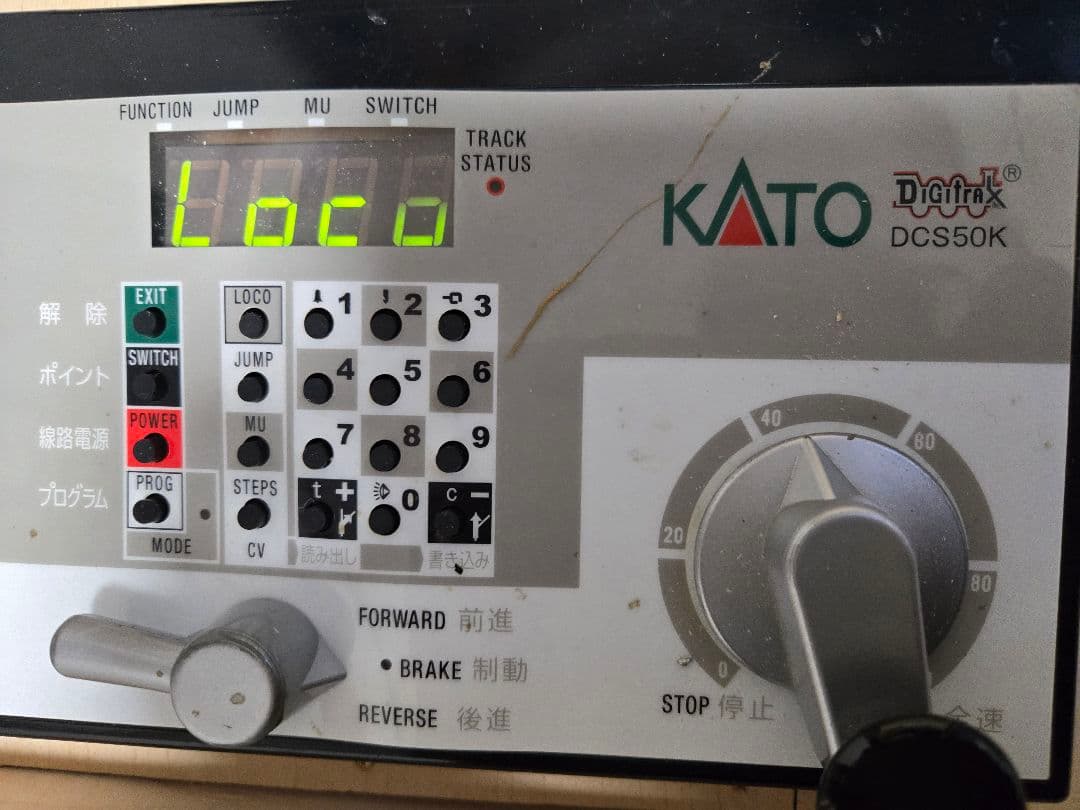 FUNCTION JUMP MU SWITCH
Loco
TRACK
STATUS
KATO
DIGITRAX ®
DCS50K
解除 EXIT LOCO 1 2 3
ポイント SWITCH JUMP 4 5 6
線路電源 POWER MU 7 8 9
プログラム PROG STEPS t + 0 c −
MODE CV 読み出し 書き込み
FORWARD 前進
BRAKE 制動
REVERSE 後進
0 20 40 60 80
STOP 停止
全速